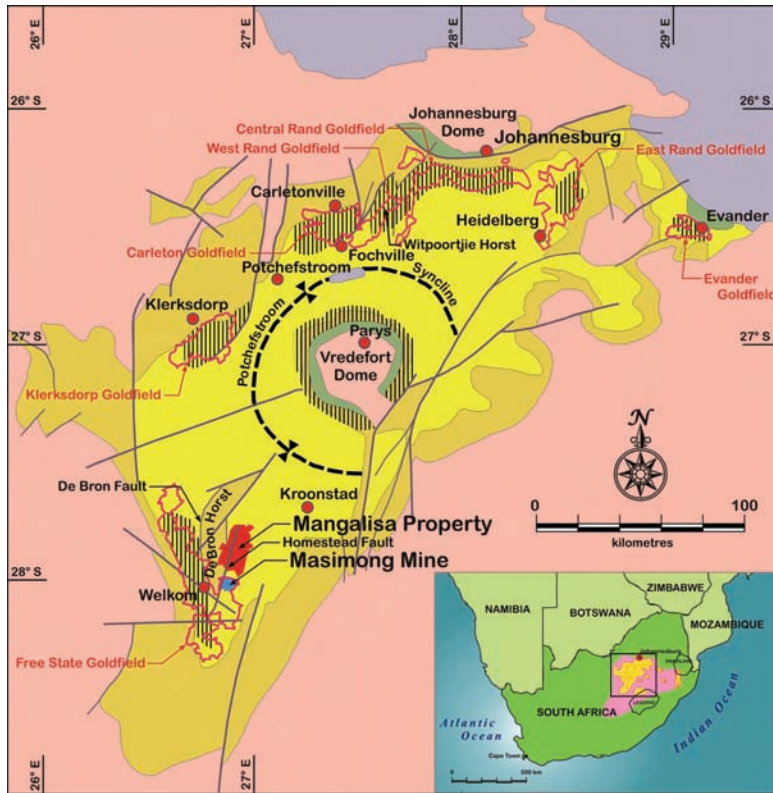 26° E
27° E
28° E
29° E
26° S
26° S
Johannesburg
Dome
Central Rand Goldfield
Johannesburg
West Rand Goldfield
East Rand Goldfield
Carletonville
Heidelberg
Evander
Witpoortjie Horst
Carleton Goldfield
Fochville
Potchefstroom
Syncline
Evander
Goldfield
Klerksdorp
Potchefstroom
27° S
27° S
Parys
Vredefort
Dome
Klerksdorp Goldfield
N
De Bron Fault
De Bron Horst
Kroonstad
0
100
kilometres
Mangalisa Property
Homestead Fault
Masimong Mine
28° S
28° S
Welkom
Free State Goldfield
NAMIBIA
BOTSWANA
ZIMBABWE
MOZAMBIQUE
Johannesburg
SOUTH AFRICA
LESOTHO
Atlantic
Ocean
Indian Ocean
Cape Town
0
500 km
26° E
27° E